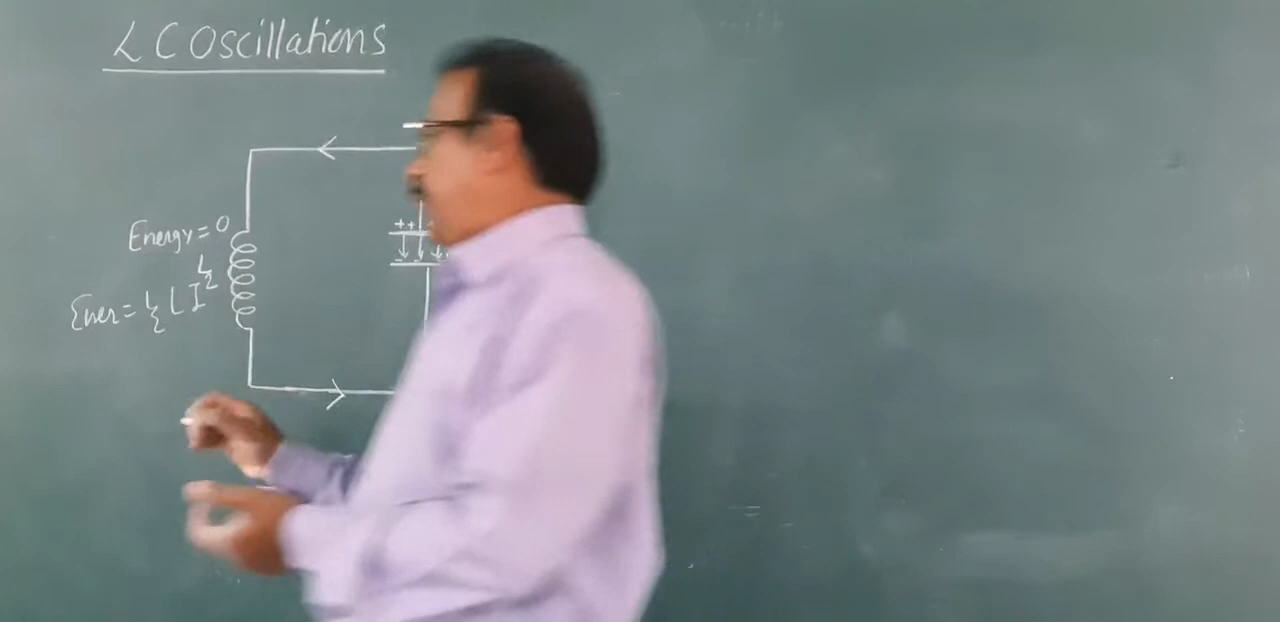 LC Oscillations
+ +
- -
Energy = 0
L
Ener = ½ L I²